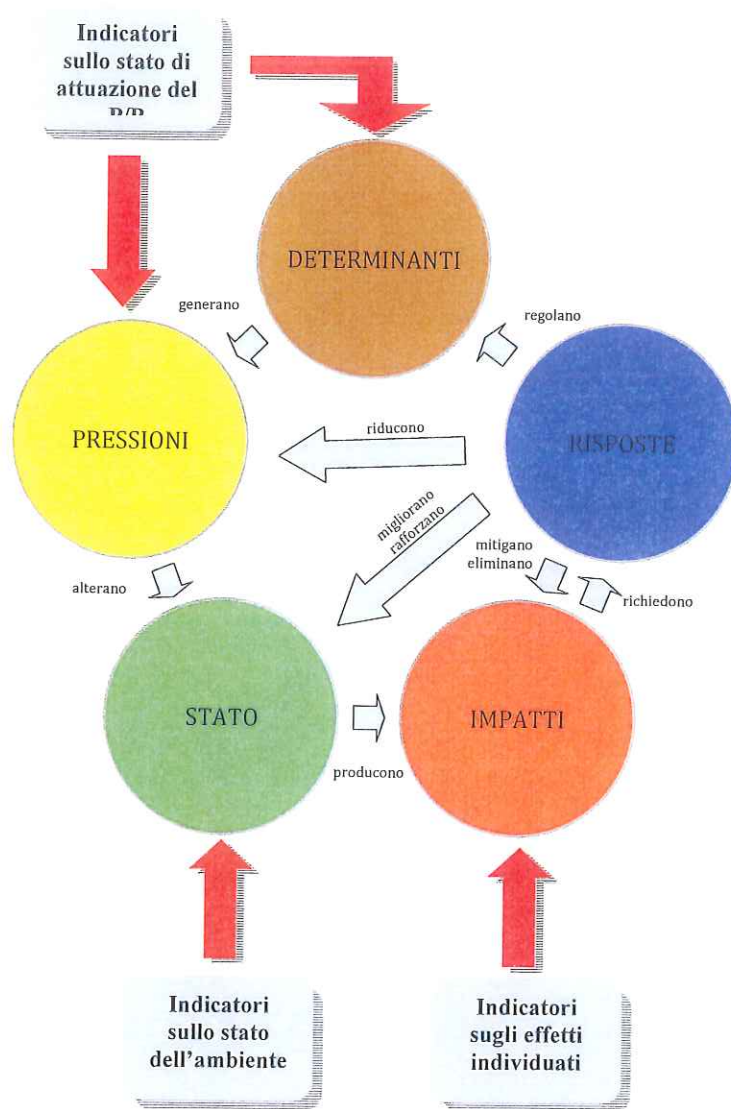 Indicatori
sullo stato di
attuazione del
DETERMINANTI
generano
regolano
PRESSIONI
riducono
RISPOSTE
migliorano
rafforzano
mitigano
eliminano
alterano
richiedono
STATO
IMPATTI
producono
Indicatori
sullo stato
dell'ambiente
Indicatori
sugli effetti
individuati